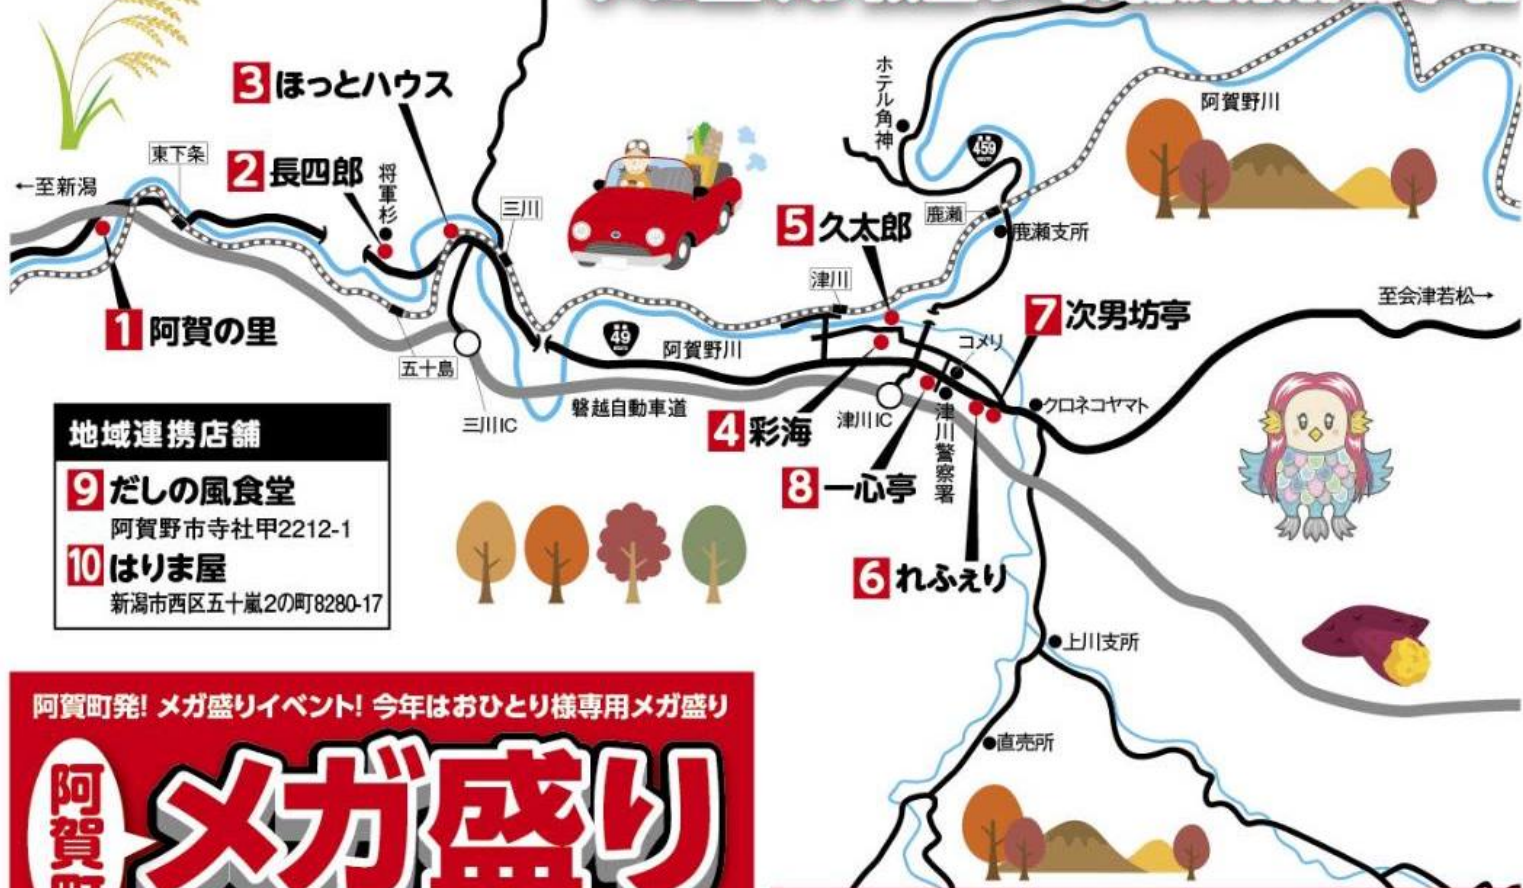 ホテル角神
3 ほっとハウス
阿賀野川
459
東下条
2 長四郎
将軍杉
←至新潟
三川
5 久太郎
鹿瀬
鹿瀬支所
津川
至会津若松→
7 次男坊亭
1 阿賀の里
49
阿賀野川
コメリ
五十島
磐越自動車道
クロネコヤマト
三川IC
4 彩海
津川IC
津川警察署
地域連携店舗
9 だしの風食堂
阿賀野市寺社甲2212-1
10 はりま屋
新潟市西区五十嵐2の町8280-17
8 一心亭
6 れふぇり
上川支所
直売所
阿賀町発! メガ盛りイベント! 今年はおひとり様専用メガ盛り
阿賀町
メガ盛り